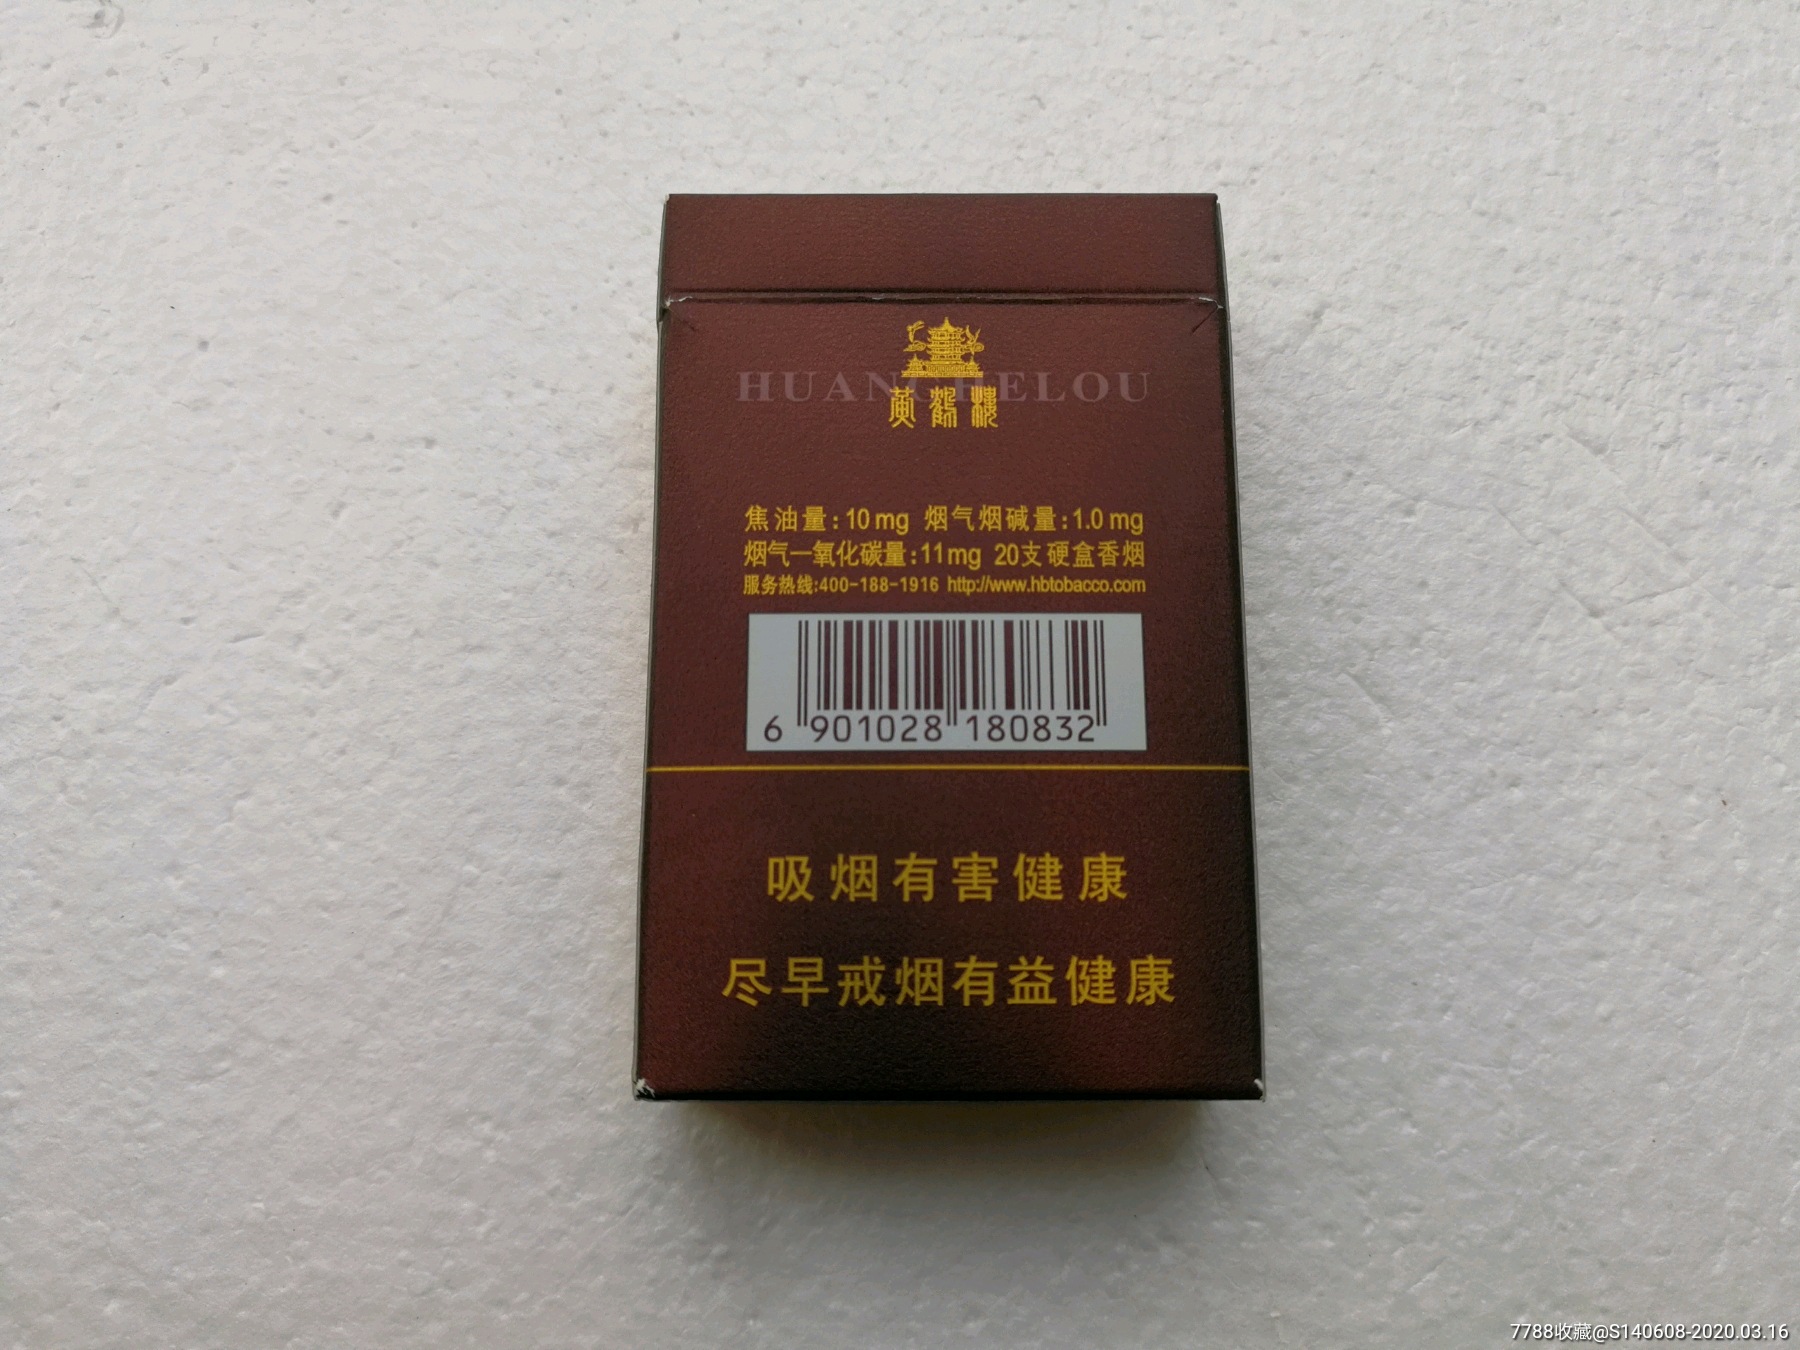 HUANGHELOU
黄鹤楼
焦油量:10mg 烟气烟碱量:1.0mg
烟气一氧化碳量:11mg 20支硬盒香烟
服务热线:400-188-1916 http://www.hbtobacco.com
6 901028 180832
吸烟有害健康
尽早戒烟有益健康
7788收藏@S140608-2020.03.16